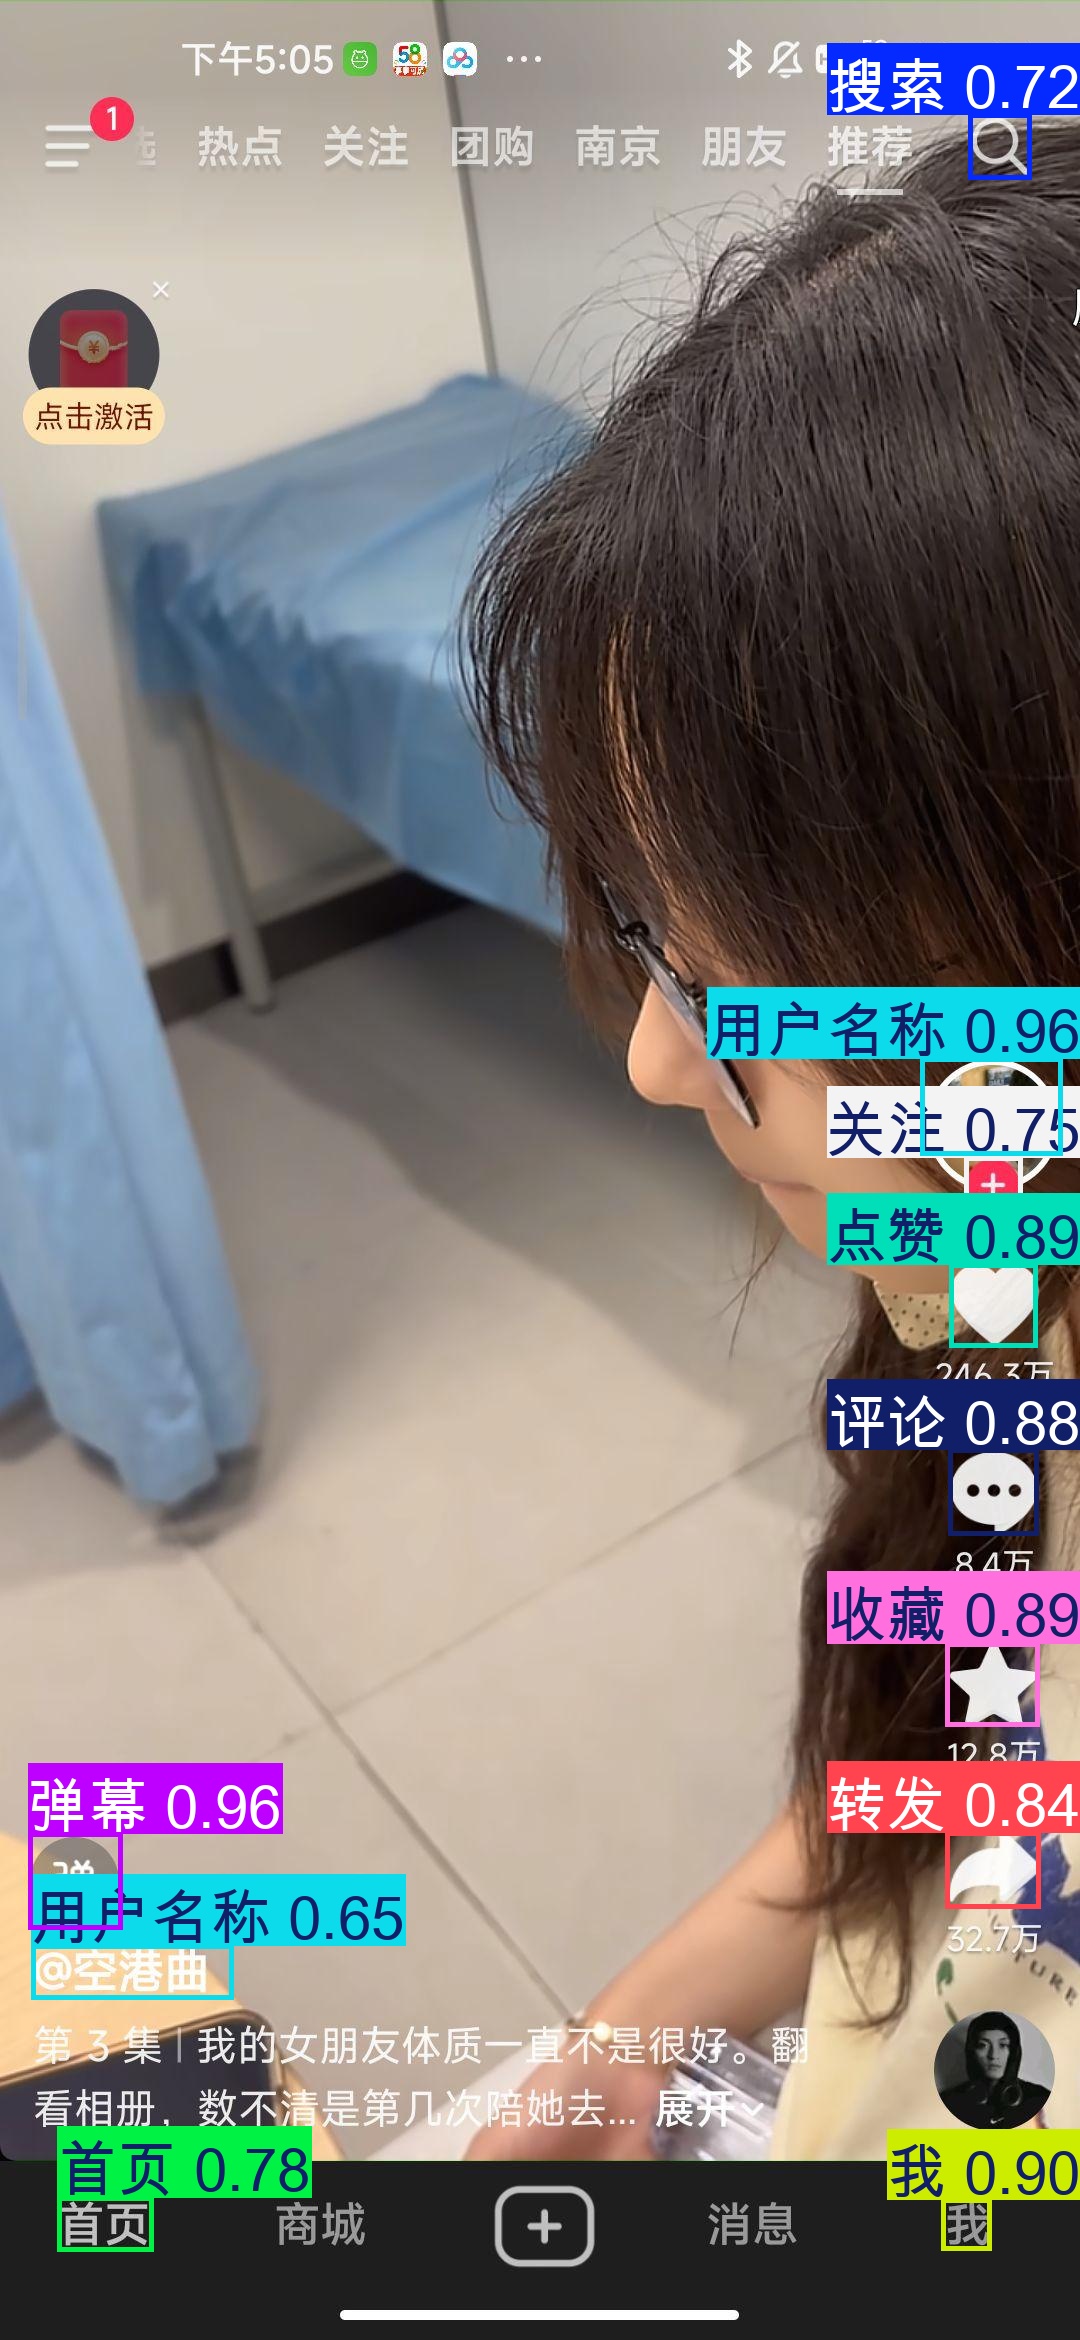 下午5:05
搜索 0.72
热点 关注 团购 南京 朋友 推荐
1
点击激活
用户名称 0.96
关注 0.75
点赞 0.89
246.3万
评论 0.88
8.4万
收藏 0.89
12.8万
弹幕 0.96
转发 0.84
用户名称 0.65
32.7万
@空港曲
第 3 集 | 我的女朋友体质一直不是很好。翻
看相册，数不清是第几次陪她去... 展开
首页 0.78
我 0.90
首页 商城 消息 我